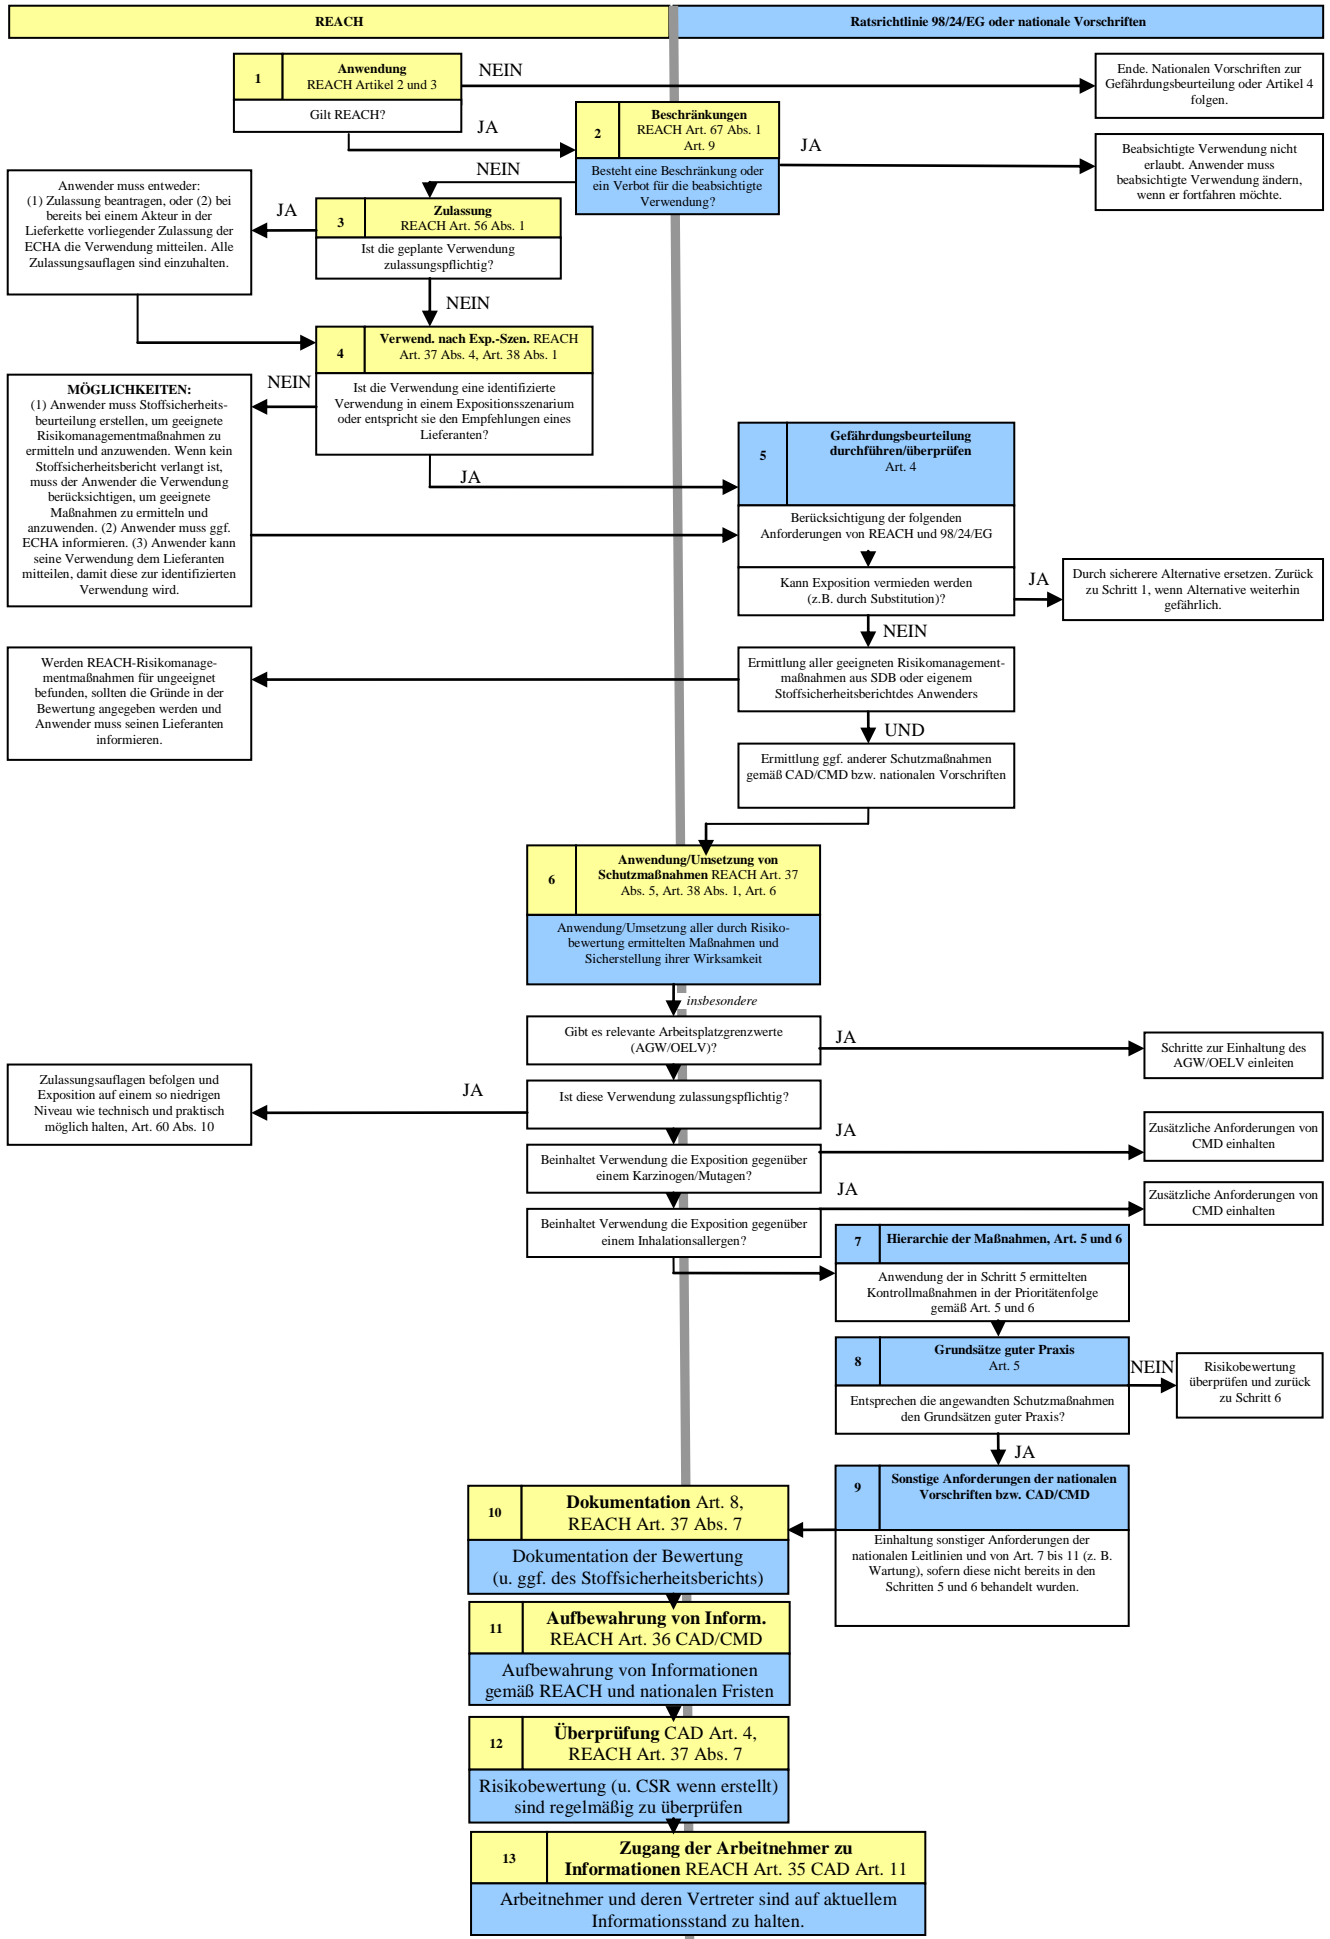 REACH
Ratsrichtlinie 98/24/EG oder nationale Vorschriften
1
Anwendung
REACH Artikel 2 und 3
Gilt REACH?
NEIN
Ende. Nationalen Vorschriften zur
Gefährdungsbeurteilung oder Artikel 4
folgen.
JA
2
Beschränkungen
REACH Art. 67 Abs. 1
Art. 9
Besteht eine Beschränkung oder
ein Verbot für die beabsichtigte
Verwendung?
JA
Beabsichtigte Verwendung nicht
erlaubt. Anwender muss
beabsichtigte Verwendung ändern,
wenn er fortfahren möchte.
NEIN
3
Zulassung
REACH Art. 56 Abs. 1
Ist die geplante Verwendung
zulassungspflichtig?
JA
Anwender muss entweder:
(1) Zulassung beantragen, oder (2) bei
bereits bei einem Akteur in der
Lieferkette vorliegender Zulassung der
ECHA die Verwendung mitteilen. Alle
Zulassungsauflagen sind einzuhalten.
NEIN
4
Verwend. nach Exp.-Szen. REACH
Art. 37 Abs. 4, Art. 38 Abs. 1
Ist die Verwendung eine identifizierte
Verwendung in einem Expositionsszenarium
oder entspricht sie den Empfehlungen eines
Lieferanten?
NEIN
MÖGLICHKEITEN:
(1) Anwender muss Stoffsicherheits-
beurteilung erstellen, um geeignete
Risikomanagementmaßnahmen zu
ermitteln und anzuwenden. Wenn kein
Stoffsicherheitsbericht verlangt ist,
muss der Anwender die Verwendung
berücksichtigen, um geeignete
Maßnahmen zu ermitteln und
anzuwenden. (2) Anwender muss ggf.
ECHA informieren. (3) Anwender kann
seine Verwendung dem Lieferanten
mitteilen, damit diese zur identifizierten
Verwendung wird.
JA
5
Gefährdungsbeurteilung
durchführen/überprüfen
Art. 4
Berücksichtigung der folgenden
Anforderungen von REACH und 98/24/EG
Kann Exposition vermieden werden
(z.B. durch Substitution)?
JA
Durch sicherere Alternative ersetzen. Zurück
zu Schritt 1, wenn Alternative weiterhin
gefährlich.
NEIN
Ermittlung aller geeigneten Risikomanagement-
maßnahmen aus SDB oder eigenem
Stoffsicherheitsberichtdes Anwenders
Werden REACH-Risikomanage-
mentmaßnahmen für ungeeignet
befunden, sollten die Gründe in der
Bewertung angegeben werden und
Anwender muss seinen Lieferanten
informieren.
UND
Ermittlung ggf. anderer Schutzmaßnahmen
gemäß CAD/CMD bzw. nationalen Vorschriften
6
Anwendung/Umsetzung von
Schutzmaßnahmen REACH Art. 37
Abs. 5, Art. 38 Abs. 1, Art. 6
Anwendung/Umsetzung aller durch Risiko-
bewertung ermittelten Maßnahmen und
Sicherstellung ihrer Wirksamkeit
insbesondere
Gibt es relevante Arbeitsplatzgrenzwerte
(AGW/OELV)?
JA
Schritte zur Einhaltung des
AGW/OELV einleiten
Ist diese Verwendung zulassungspflichtig?
JA
Zulassungsauflagen befolgen und
Exposition auf einem so niedrigen
Niveau wie technisch und praktisch
möglich halten, Art. 60 Abs. 10
Beinhaltet Verwendung die Exposition gegenüber
einem Karzinogen/Mutagen?
JA
Zusätzliche Anforderungen von
CMD einhalten
Beinhaltet Verwendung die Exposition gegenüber
einem Inhalationsallergen?
JA
Zusätzliche Anforderungen von
CMD einhalten
7
Hierarchie der Maßnahmen, Art. 5 und 6
Anwendung der in Schritt 5 ermittelten
Kontrollmaßnahmen in der Prioritätenfolge
gemäß Art. 5 und 6
8
Grundsätze guter Praxis
Art. 5
Entsprechen die angewandten Schutzmaßnahmen
den Grundsätzen guter Praxis?
NEIN
Risikobewertung
überprüfen und zurück
zu Schritt 6
JA
9
Sonstige Anforderungen der nationalen
Vorschriften bzw. CAD/CMD
Einhaltung sonstiger Anforderungen der
nationalen Leitlinien und von Art. 7 bis 11 (z. B.
Wartung), sofern diese nicht bereits in den
Schritten 5 und 6 behandelt wurden.
10
Dokumentation Art. 8,
REACH Art. 37 Abs. 7
Dokumentation der Bewertung
(u. ggf. des Stoffsicherheitsberichts)
11
Aufbewahrung von Inform.
REACH Art. 36 CAD/CMD
Aufbewahrung von Informationen
gemäß REACH und nationalen Fristen
12
Überprüfung CAD Art. 4,
REACH Art. 37 Abs. 7
Risikobewertung (u. CSR wenn erstellt)
sind regelmäßig zu überprüfen
13
Zugang der Arbeitnehmer zu
Informationen REACH Art. 35 CAD Art. 11
Arbeitnehmer und deren Vertreter sind auf aktuellem
Informationsstand zu halten.